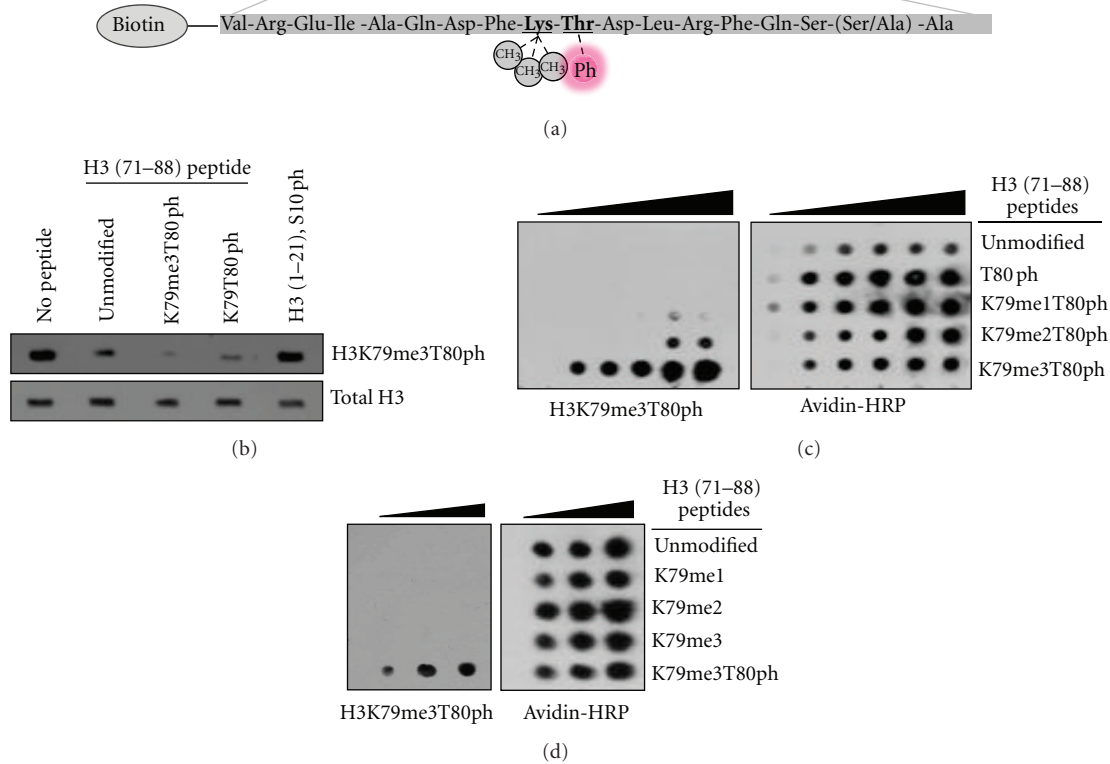 Biotin
Val-Arg-Glu-Ile -Ala-Gln-Asp-Phe-Lys-Thr-Asp-Leu-Arg-Phe-Gln-Ser-(Ser/Ala) -Ala
CH3
CH3
CH3
Ph
(a)
H3 (71–88) peptide
No peptide
Unmodified
K79me3T80ph
K79T80ph
H3 (1–21), S10ph
H3K79me3T80ph
Total H3
(b)
H3 (71–88)
peptides
Unmodified
T80ph
K79me1T80ph
K79me2T80ph
K79me3T80ph
H3K79me3T80ph
Avidin-HRP
(c)
H3 (71–88)
peptides
Unmodified
K79me1
K79me2
K79me3
K79me3T80ph
H3K79me3T80ph
Avidin-HRP
(d)